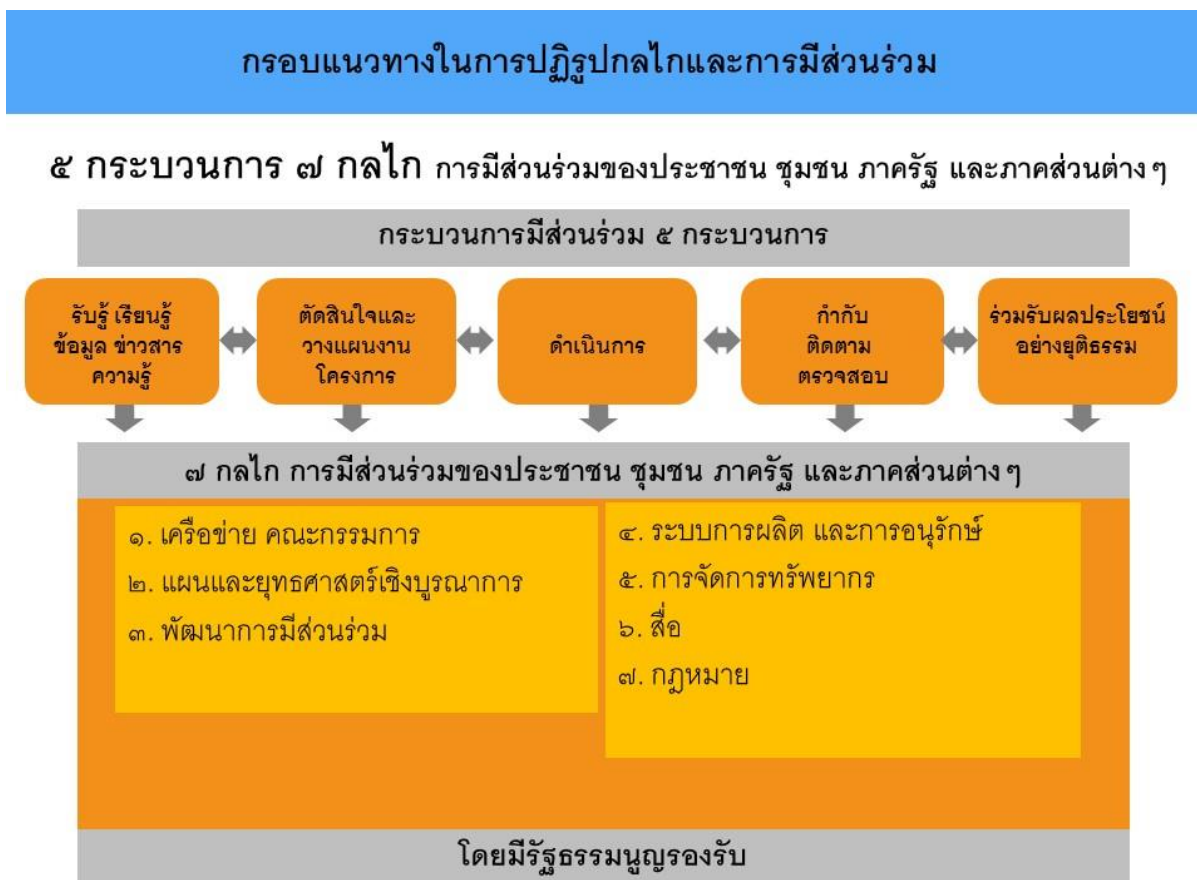 กรอบแนวทางในการปฏิรูปกลไกและการมีส่วนร่วม
๕ กระบวนการ ๗ กลไก การมีส่วนร่วมของประชาชน ชุมชน ภาครัฐ และภาคส่วนต่างๆ
กระบวนการมีส่วนร่วม ๕ กระบวนการ
รับรู้ เรียนรู้
ข้อมูล ข่าวสาร
ความรู้
ตัดสินใจและ
วางแผนงาน
โครงการ
ดำเนินการ
กำกับ
ติดตาม
ตรวจสอบ
ร่วมรับผลประโยชน์
อย่างยุติธรรม
๗ กลไก การมีส่วนร่วมของประชาชน ชุมชน ภาครัฐ และภาคส่วนต่างๆ
๑. เครือข่าย คณะกรรมการ
๒. แผนและยุทธศาสตร์เชิงบูรณาการ
๓. พัฒนาการมีส่วนร่วม
๔. ระบบการผลิต และการอนุรักษ์
๕. การจัดการทรัพยากร
๖. สื่อ
๗. กฎหมาย
โดยมีรัฐธรรมนูญรองรับ